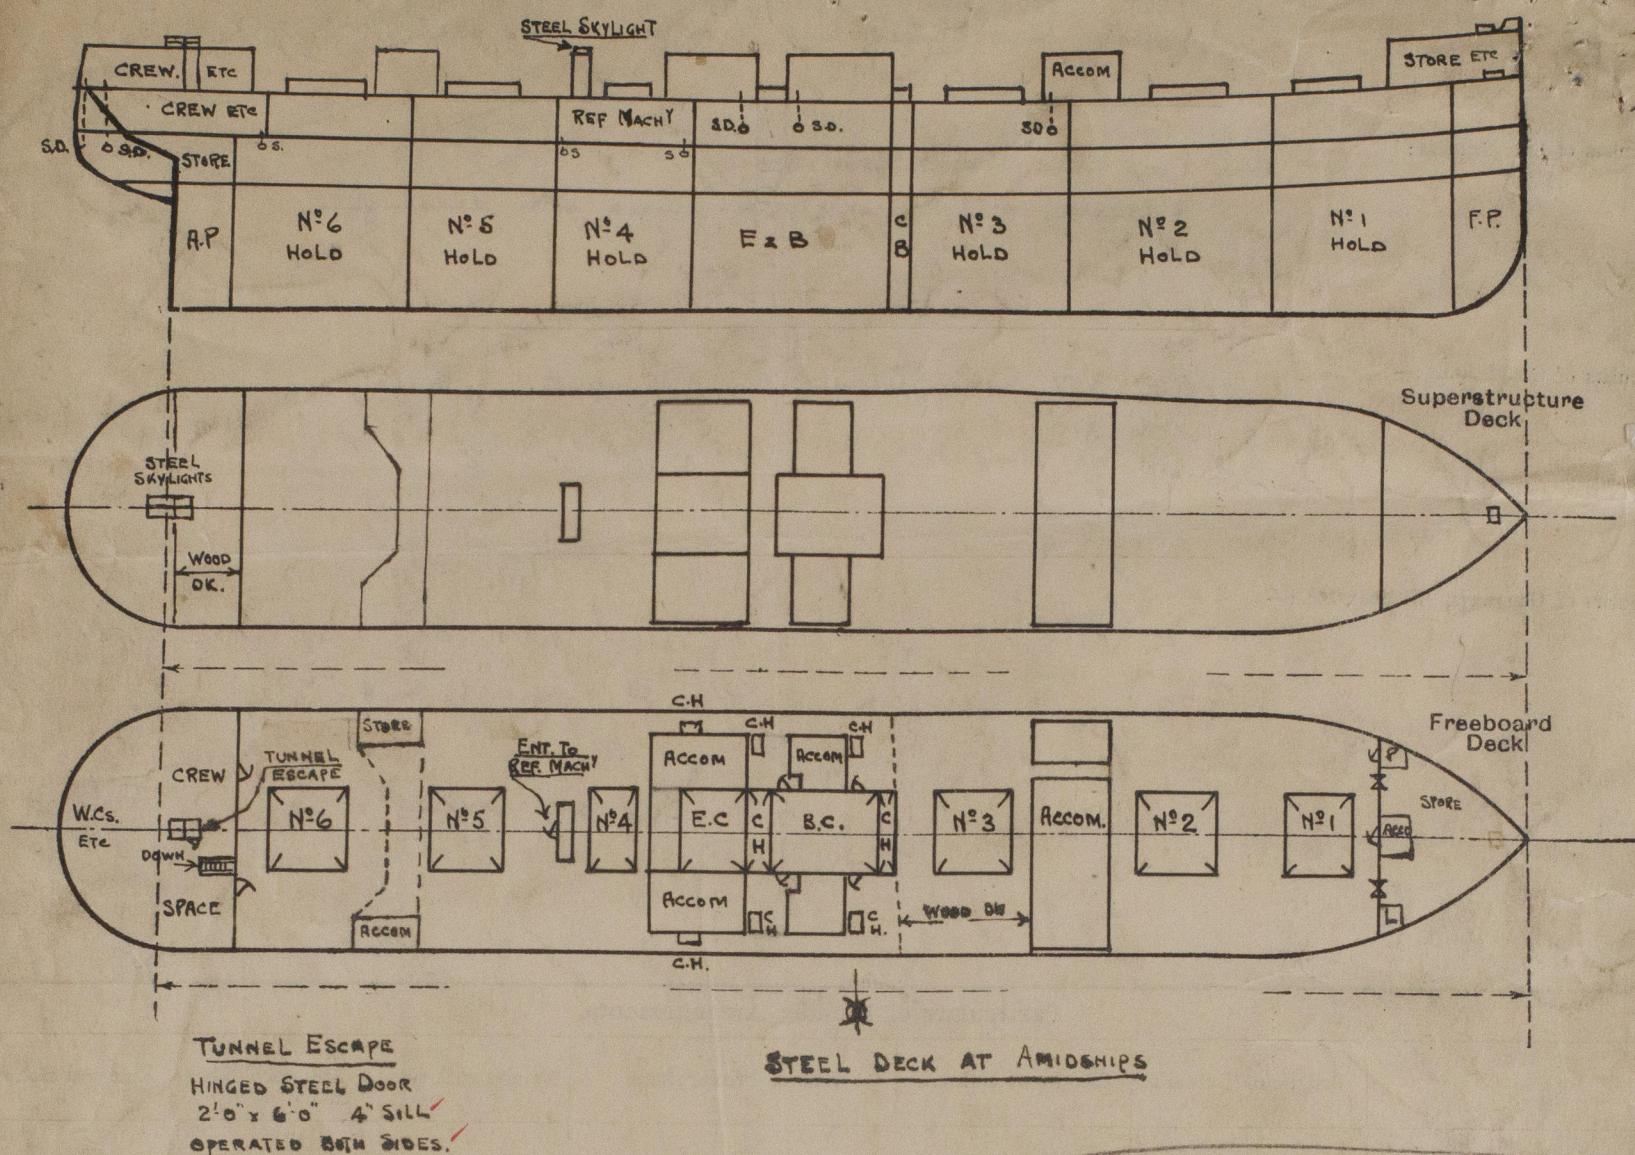 STEEL SKYLIGHT
CREW. ETC
ACCOM
STORE ETC
CREW ETC
REF MACHY
S.D. S.D.
S.D.
S.D. S.D.
STORE
S.
S S
A.P
No 6
HOLD
No 5
HOLD
No 4
HOLD
E & B
C
B
No 3
HOLD
No 2
HOLD
No 1
HOLD
F.P.
Superstructure
Deck
STEEL
SKYLIGHTS
WOOD
DK.
Freeboard
Deck
C.H
C.H
C.H
STORE
ENT. TO
REF. MACHY
TUNNEL
ESCAPE
CREW
ACCOM
ACCOM
P
W.Cs.
ETC
No 6
No 5
No 4
E.C
C
H
B.C.
C
H
No 3
ACCOM.
No 2
No 1
DOWN
SPACE
ACCOM
ACCOM
C
H
C
H.
WOOD DK
L
C.H.
TUNNEL ESCAPE
HINGED STEEL DOOR
2'-0" x 6'-0" 4" SILL
OPERATED BOTH SIDES.
STEEL DECK AT AMIDSHIPS